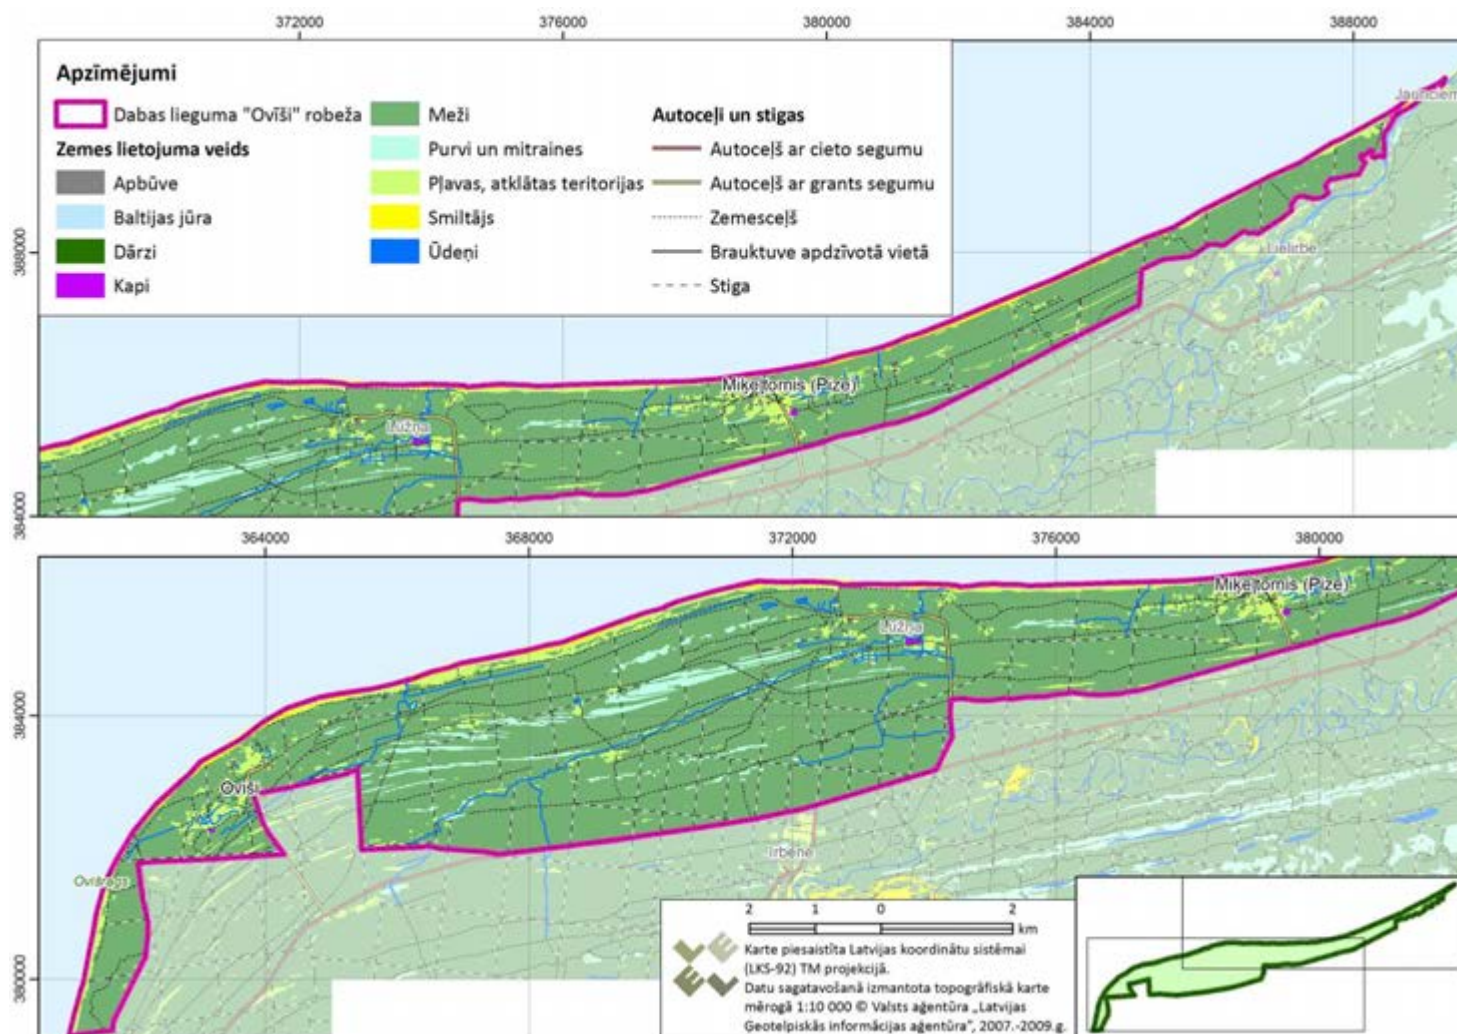 372000 376000 380000 384000 388000
Apzīmējumi
Dabas lieguma "Ovīši" robeža
Zemes lietojuma veids
Apbūve
Baltijas jūra
Dārzi
Kapi
Meži
Purvi un mitraines
Pļavas, atklātas teritorijas
Smiltājs
Ūdeņi
Autoceļi un stigas
Autoceļš ar cieto segumu
Autoceļš ar grants segumu
Zemesceļš
Brauktuve apdzīvotā vietā
Stiga
388000
384000
Lielirbe
Miķeļtornis (Pize)
Lūžņa
364000 368000 372000 376000 380000
384000
380000
Miķeļtornis (Pize)
Lūžņa
Ovīši
Ovīšrags
Irbene
2 1 0 2
km
Karte piesaistīta Latvijas koordinātu sistēmai
(LKS-92) TM projekcijā.
Datu sagatavošanā izmantota topogrāfiskā karte
mērogā 1:10 000 © Valsts aģentūra „Latvijas
Ģeotelpiskās informācijas aģentūra", 2007.-2009.g.